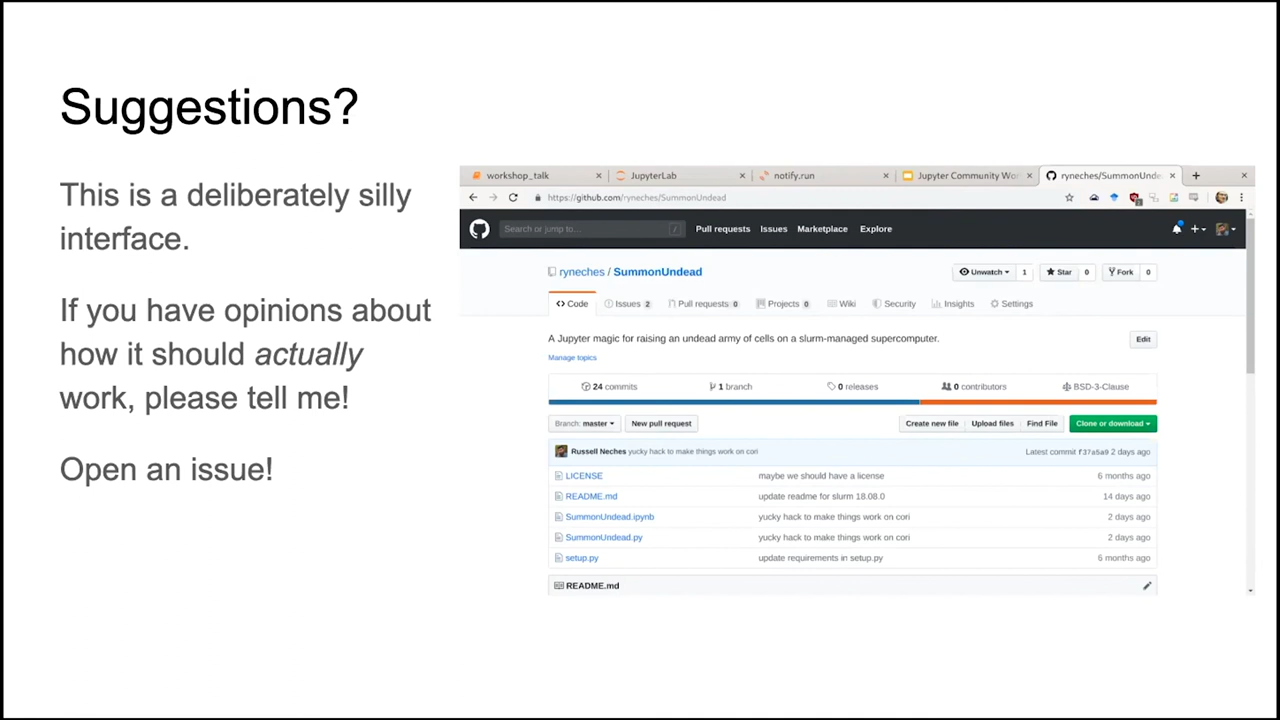 Suggestions?
This is a deliberately silly
interface.
If you have opinions about
how it should actually
work, please tell me!
Open an issue!
workshop_talk
JupyterLab
notify.run
Jupyter Community Wor
ryneches/SummonUnde
https://github.com/ryneches/SummonUndead
Search or jump to...
/
Pull requests Issues Marketplace Explore
ryneches / SummonUndead
Unwatch 1 Star 0 Fork 0
Code Issues 2 Pull requests 0 Projects 0 Wiki Security Insights Settings
A Jupyter magic for raising an undead army of cells on a slurm-managed supercomputer.
Edit
Manage topics
24 commits 1 branch 0 releases 0 contributors BSD-3-Clause
Branch: master New pull request Create new file Upload files Find File Clone or download
Russell Neches yucky hack to make things work on cori Latest commit f37a5a9 2 days ago
LICENSE maybe we should have a license 6 months ago
README.md update readme for slurm 18.08.0 14 days ago
SummonUndead.ipynb yucky hack to make things work on cori 2 days ago
SummonUndead.py yucky hack to make things work on cori 2 days ago
setup.py update requirements in setup.py 6 months ago
README.md